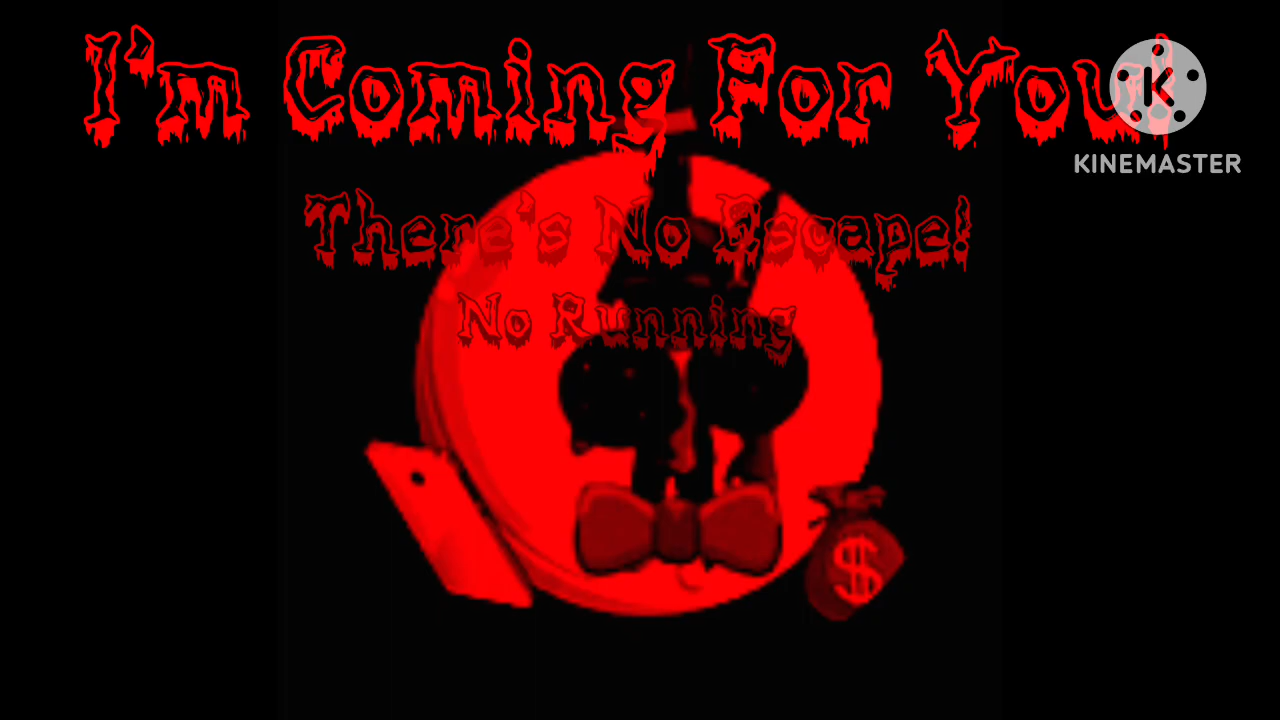 I'm Coming For You!
K
KINEMASTER
There's No Escape!
No Running
$